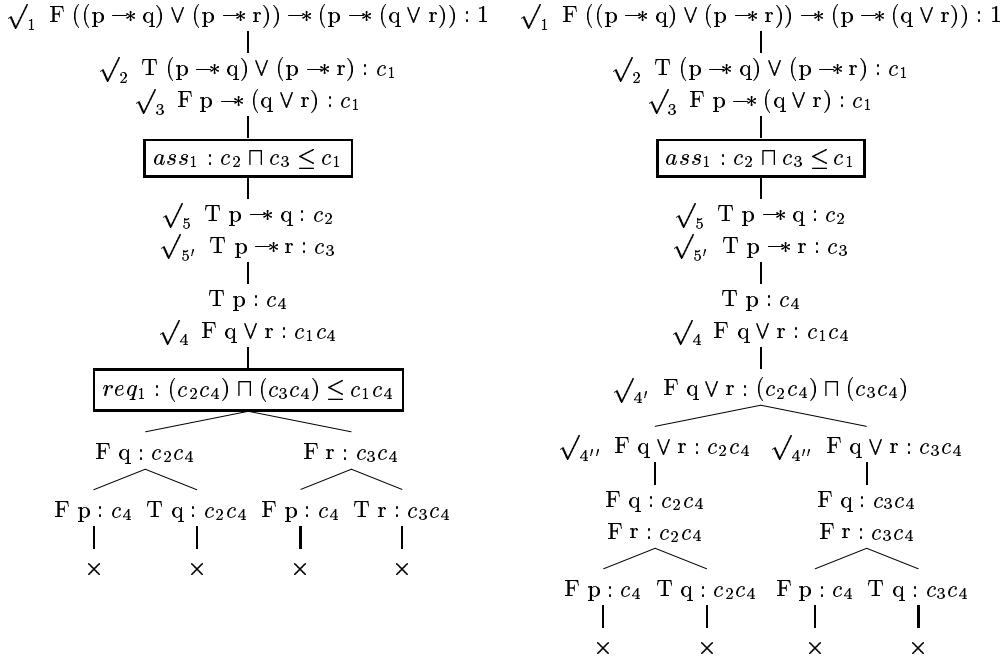 √1 F ((p −∗ q) ∨ (p −∗ r)) −∗ (p −∗ (q ∨ r)) : 1
√2 T (p −∗ q) ∨ (p −∗ r) : c1
√3 F p −∗ (q ∨ r) : c1
ass1 : c2 ⊓ c3 ≤ c1
√5 T p −∗ q : c2
√5′ T p −∗ r : c3
T p : c4
√4 F q ∨ r : c1c4
req1 : (c2c4) ⊓ (c3c4) ≤ c1c4
F q : c2c4 F r : c3c4
F p : c4 T q : c2c4 F p : c4 T r : c3c4
× × × ×
√1 F ((p −∗ q) ∨ (p −∗ r)) −∗ (p −∗ (q ∨ r)) : 1
√2 T (p −∗ q) ∨ (p −∗ r) : c1
√3 F p −∗ (q ∨ r) : c1
ass1 : c2 ⊓ c3 ≤ c1
√5 T p −∗ q : c2
√5′ T p −∗ r : c3
T p : c4
√4 F q ∨ r : c1c4
√4′ F q ∨ r : (c2c4) ⊓ (c3c4)
√4′′ F q ∨ r : c2c4 √4′′ F q ∨ r : c3c4
F q : c2c4 F q : c3c4
F r : c2c4 F r : c3c4
F p : c4 T q : c2c4 F p : c4 T q : c3c4
× × × ×